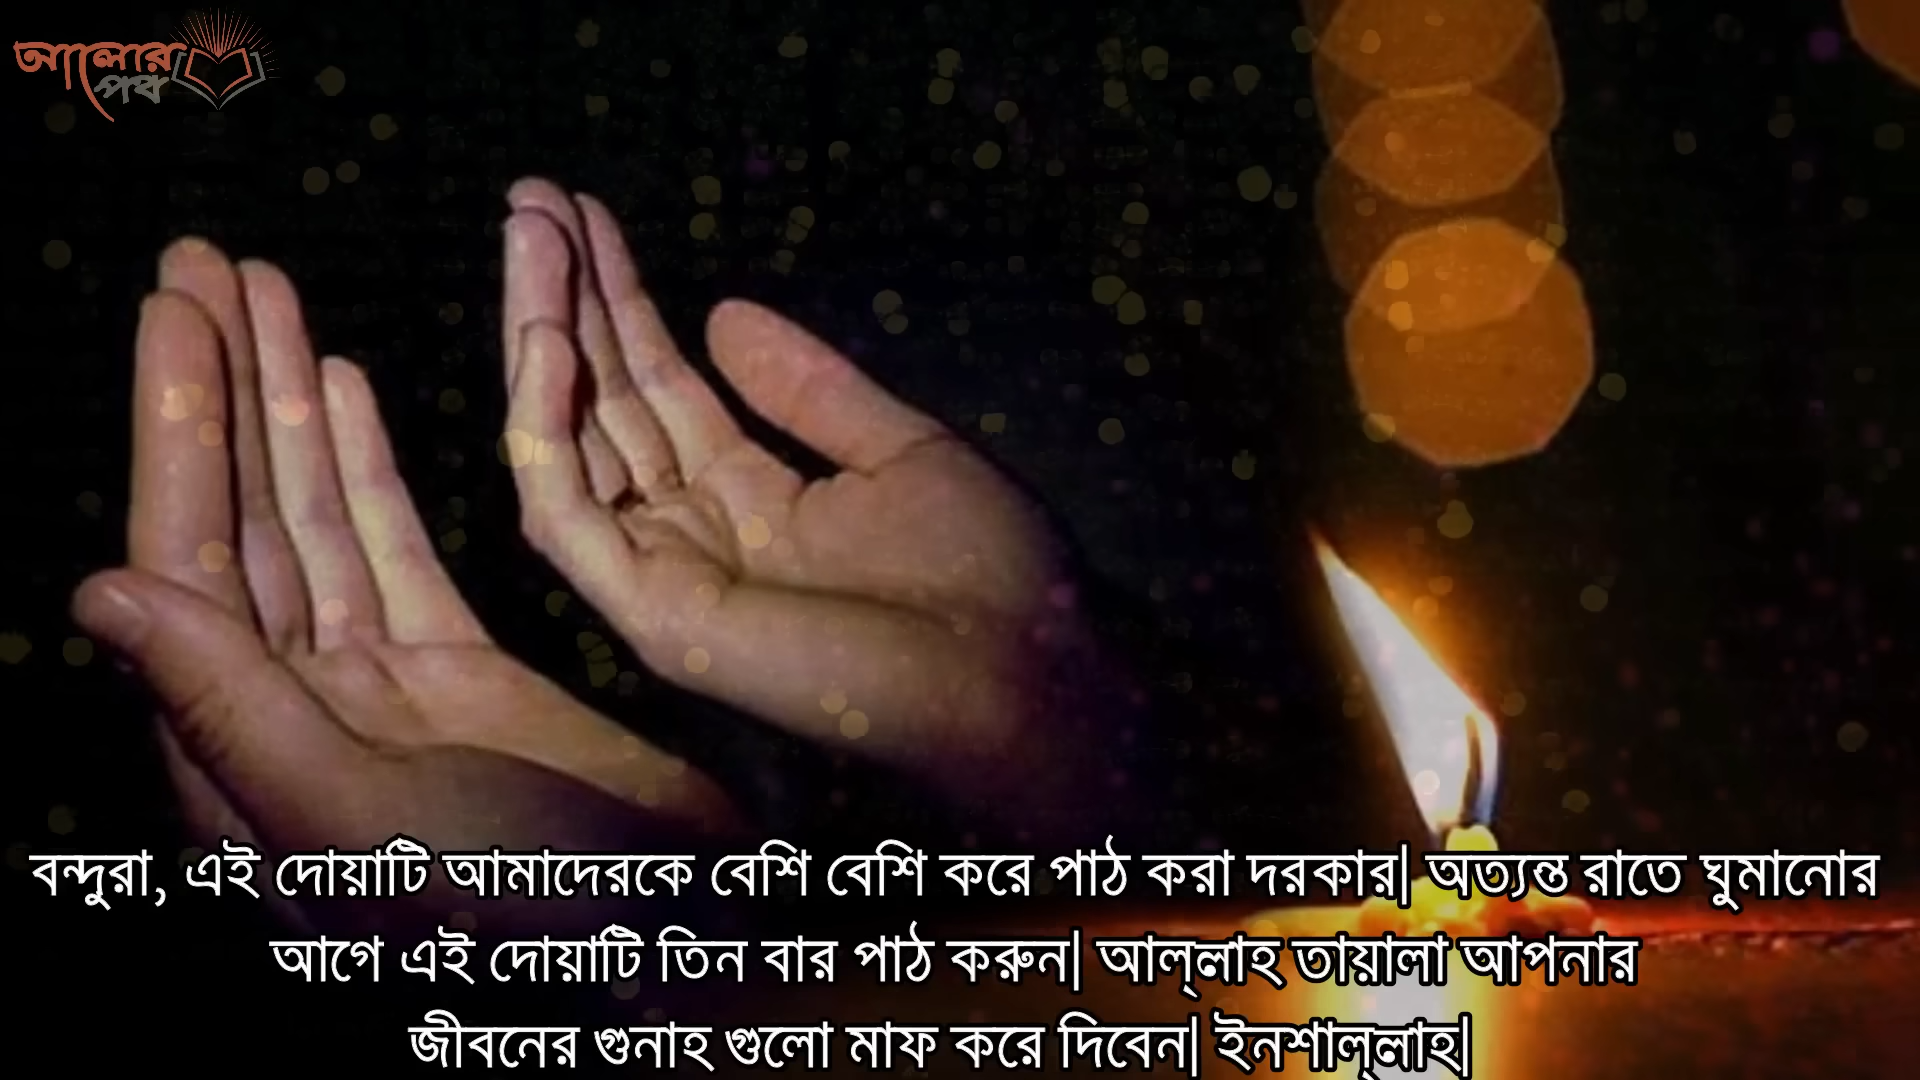 আলোর
পথ
বন্দুরা, এই দোয়াটি আমাদেরকে বেশি বেশি করে পাঠ করা দরকার| অত্যন্ত রাতে ঘুমানোর
আগে এই দোয়াটি তিন বার পাঠ করুন| আল্লাহ তায়ালা আপনার
জীবনের গুনাহ গুলো মাফ করে দিবেন| ইনশাল্লাহ|